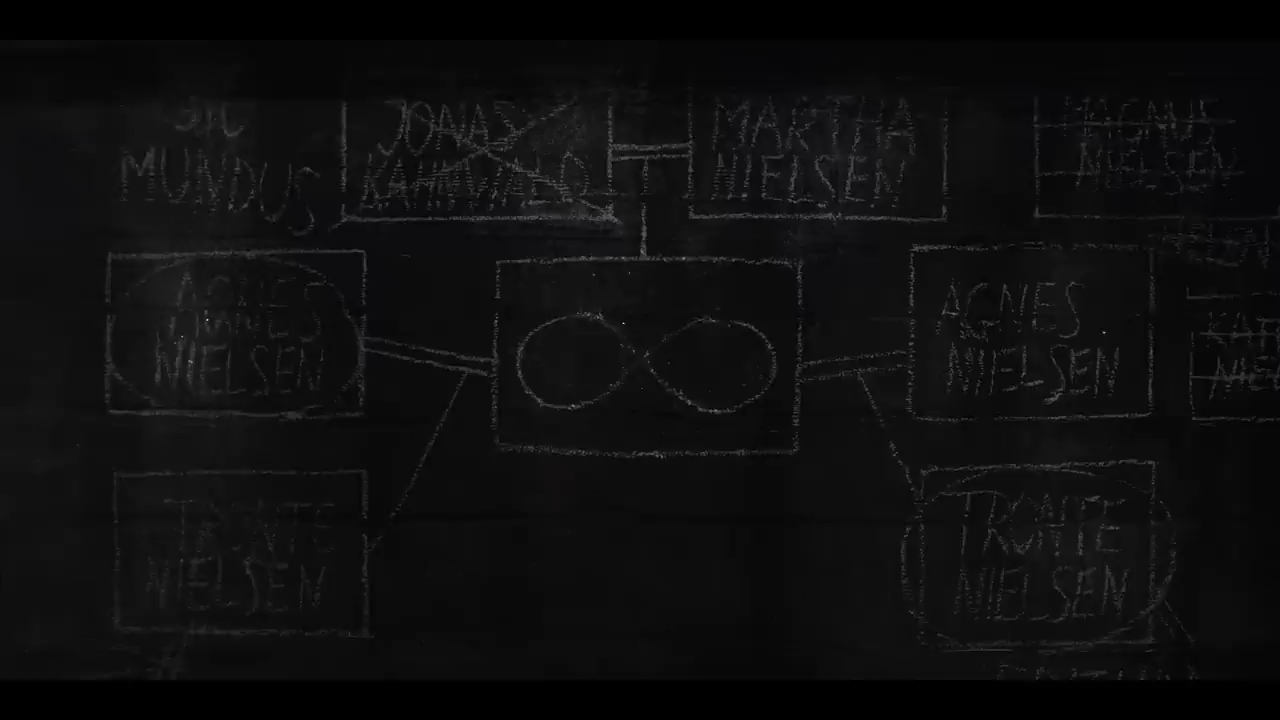 SIC
MUNDUS
JONAS
KAHNWALD
MARTHA
NIELSEN
MAGNUS
NIELSEN
AGNES
NIELSEN
AGNES
NIELSEN
TRONTE
NIELSEN
TRONTE
NIELSEN